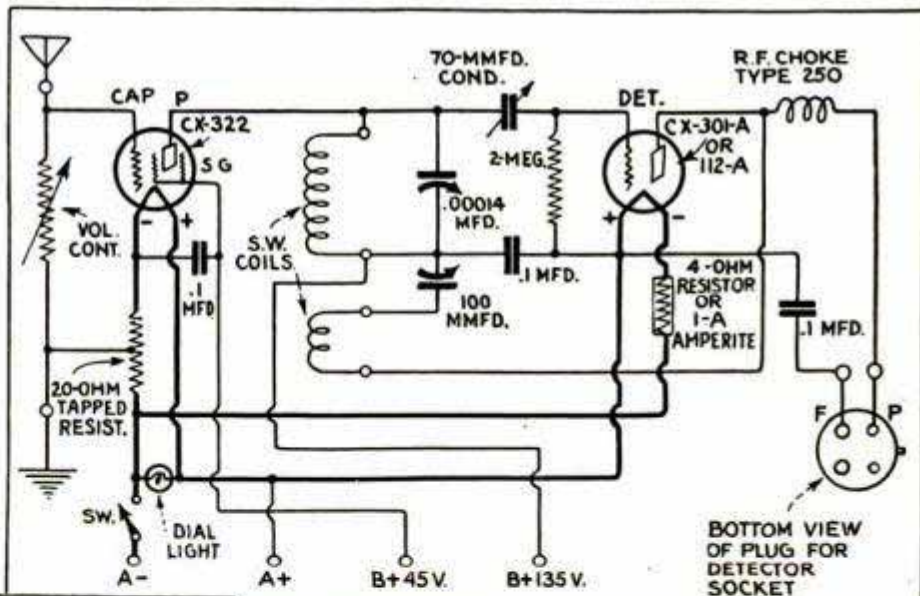 70-MMFD.
COND.
R.F. CHOKE
TYPE 250
CAP
P
CX-322
SG
-
+
VOL.
CONT.
.1
MFD
20-OHM
TAPPED
RESIST.
S.W.
COILS
2-MEG.
.00014
MFD.
100
MMFD.
.1 MFD.
DET.
CX-301-A
OR
112-A
+
-
4-OHM
RESISTOR
OR
1-A
AMPERITE
.1 MFD.
F
P
SW.
DIAL
LIGHT
A-
A+
B+45V.
B+135V.
BOTTOM VIEW
OF PLUG FOR
DETECTOR
SOCKET